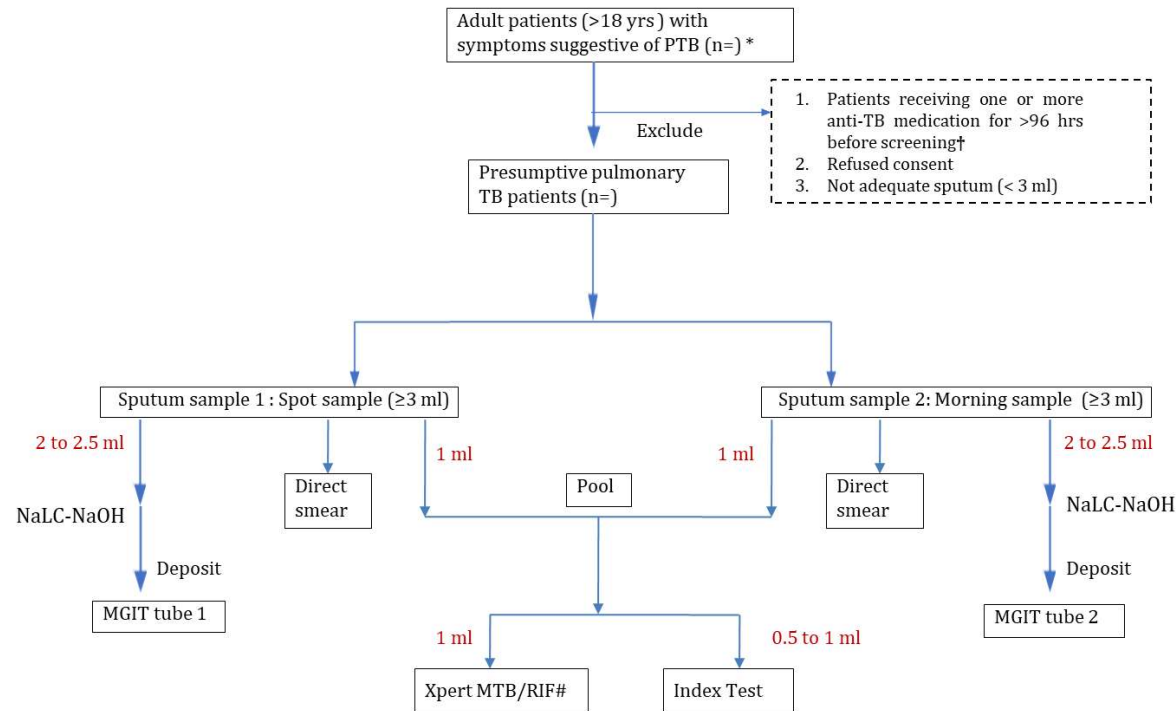 Adult patients (>18 yrs ) with
symptoms suggestive of PTB (n=) *
Exclude
1. Patients receiving one or more
anti-TB medication for >96 hrs
before screening†
2. Refused consent
3. Not adequate sputum (< 3 ml)
Presumptive pulmonary
TB patients (n=)
Sputum sample 1 : Spot sample (≥3 ml)
Sputum sample 2: Morning sample (≥3 ml)
2 to 2.5 ml
1 ml
1 ml
2 to 2.5 ml
Direct
smear
Pool
Direct
smear
NaLC-NaOH
NaLC-NaOH
Deposit
Deposit
MGIT tube 1
MGIT tube 2
1 ml
0.5 to 1 ml
Xpert MTB/RIF#
Index Test